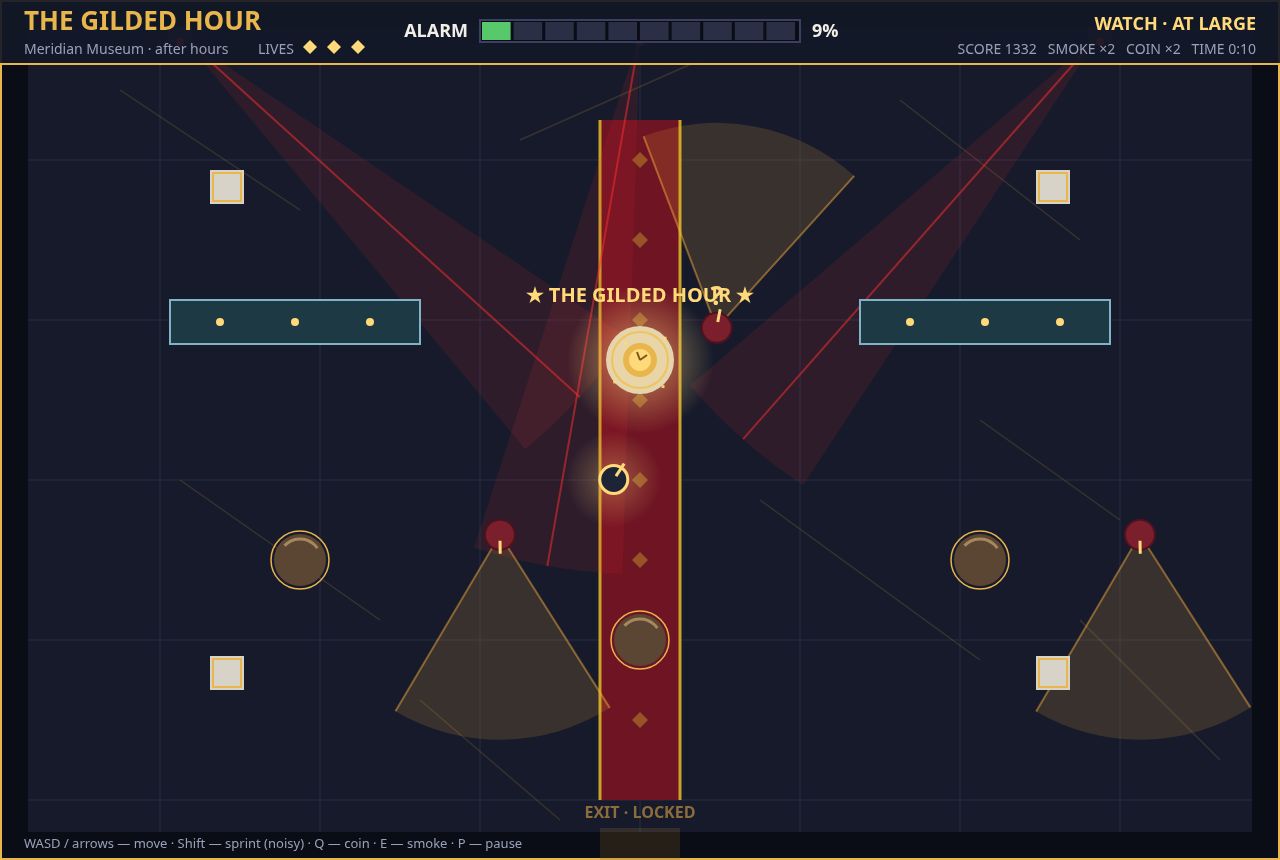 THE GILDED HOUR
Meridian Museum · after hours LIVES
ALARM 9%
WATCH · AT LARGE
SCORE 1332 SMOKE ×2 COIN ×2 TIME 0:10
?
★ THE GILDED HOUR ★
EXIT · LOCKED
WASD / arrows — move · Shift — sprint (noisy) · Q — coin · E — smoke · P — pause